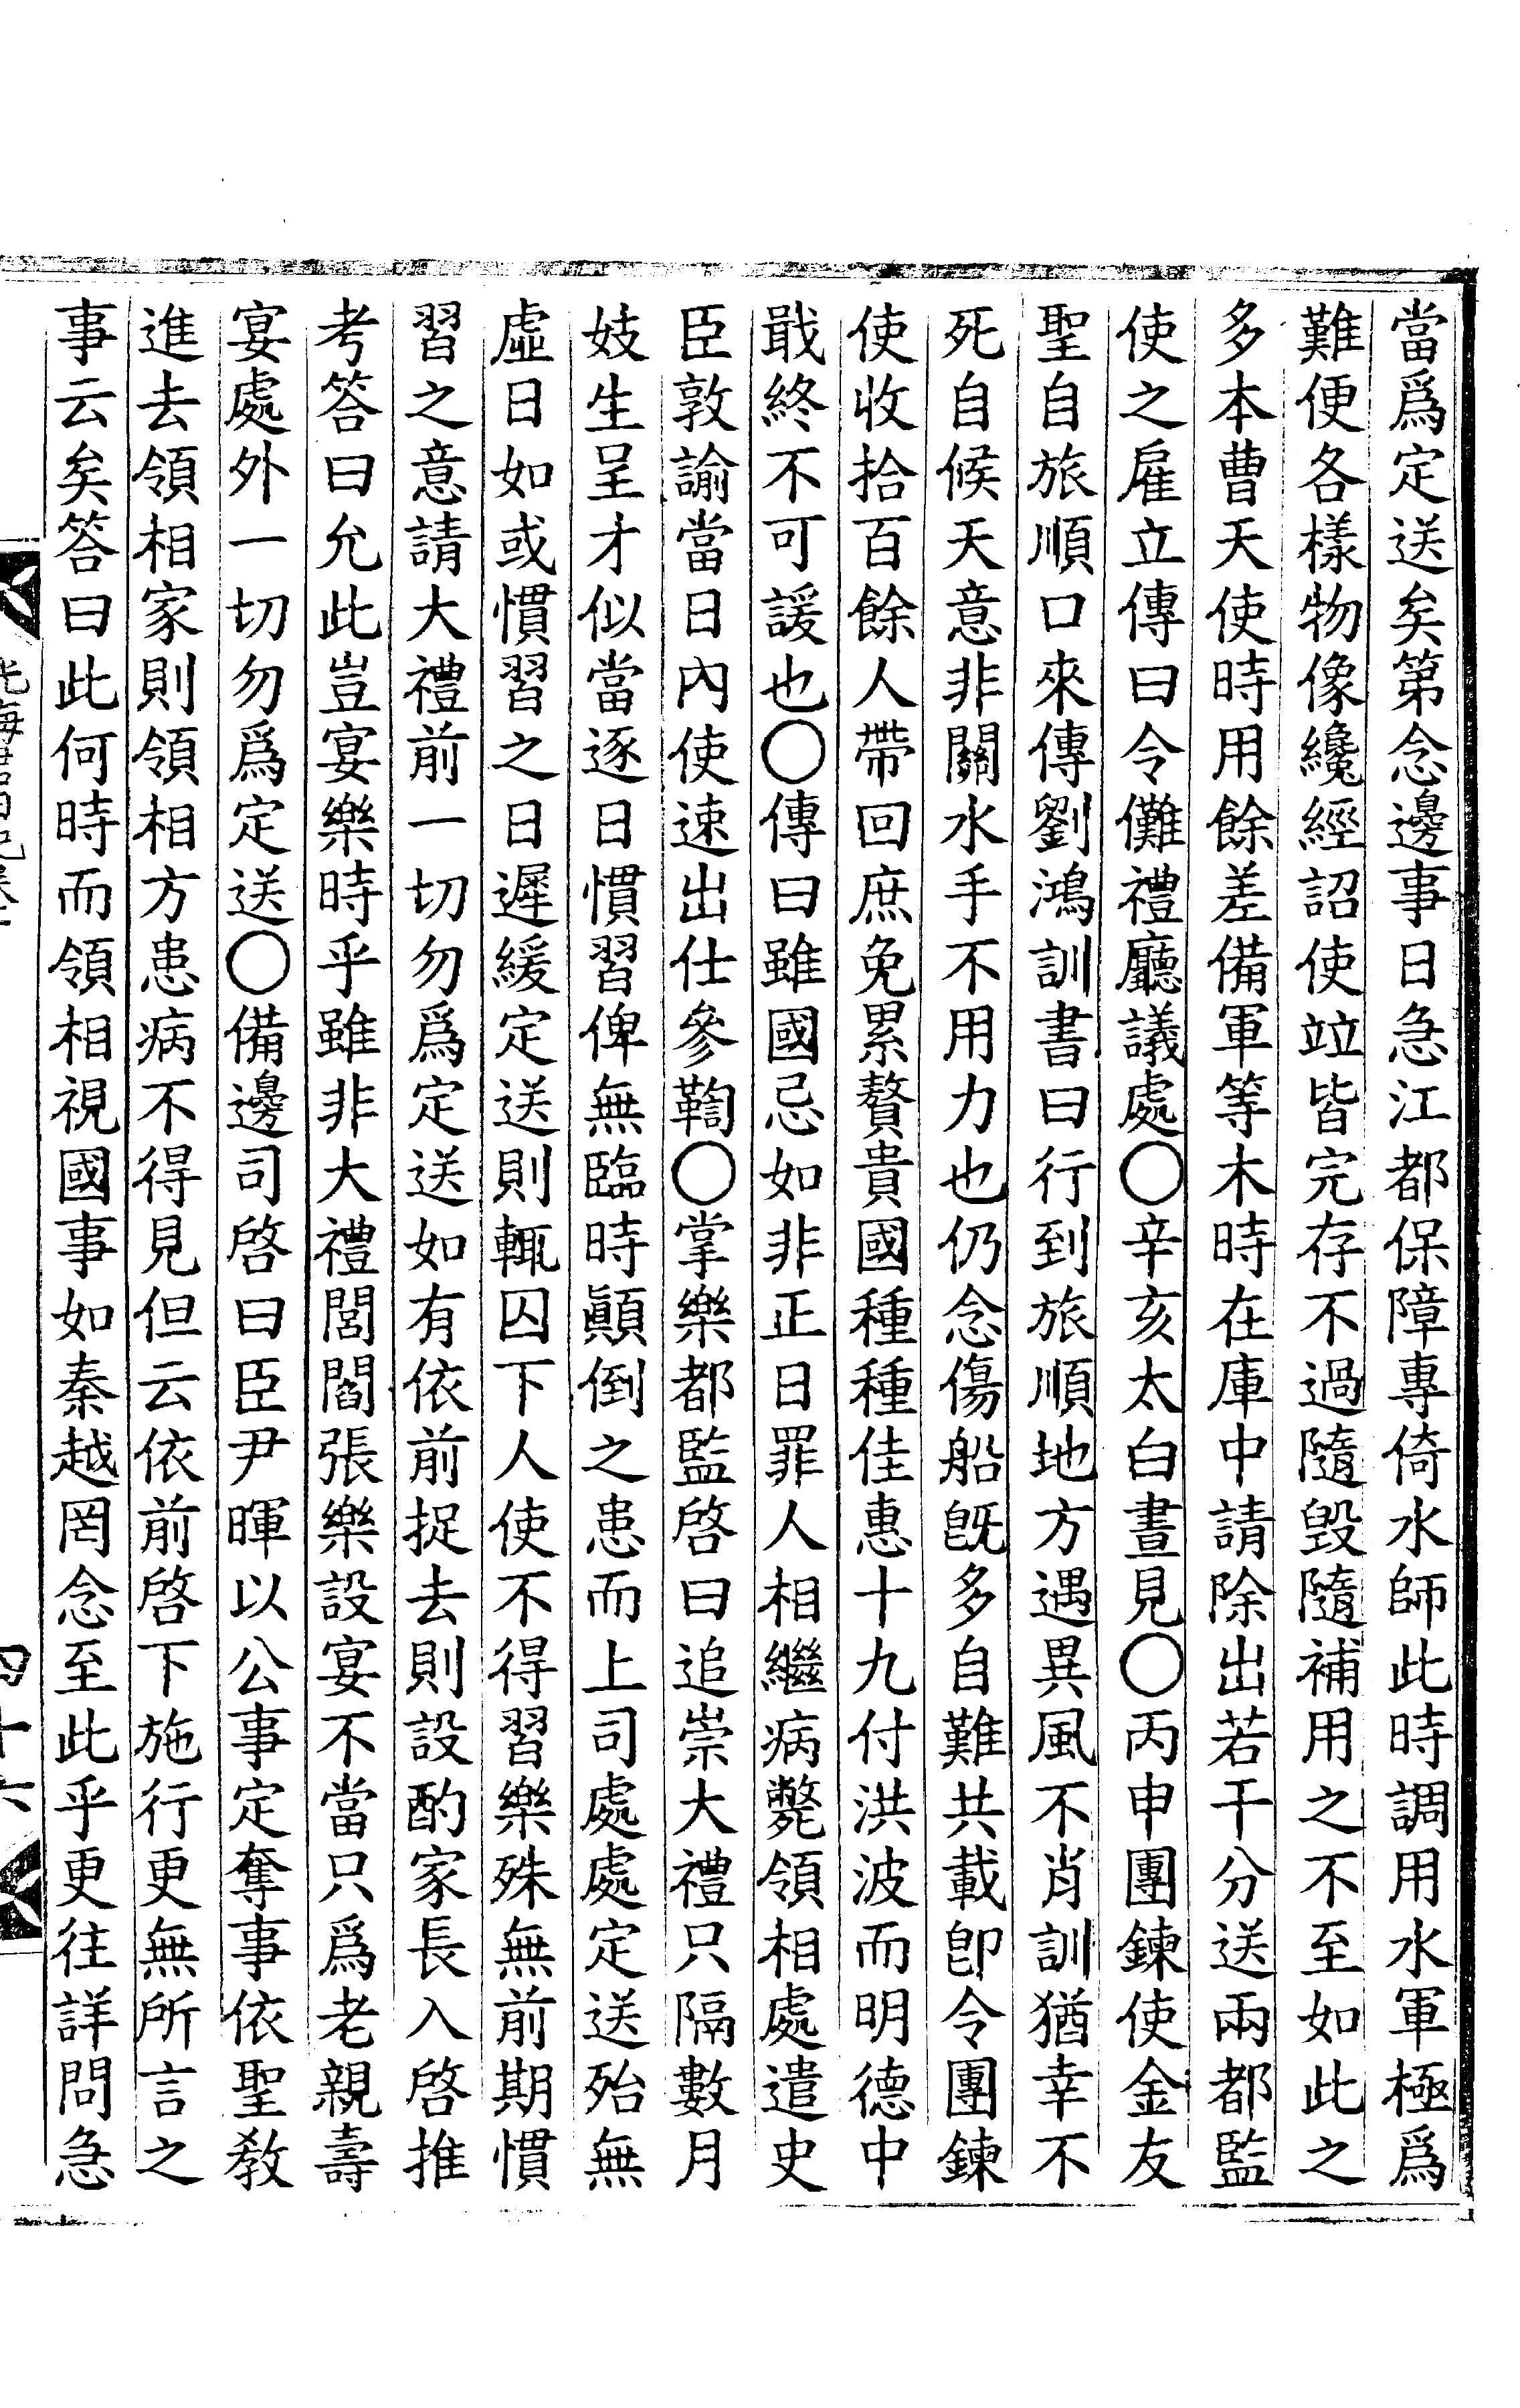 當爲定送矣第念邊事日急江都保障專倚水師此時調用水軍極爲
難便各樣物像纔經詔使竝皆完存不過隨毁隨補用之不至如此之
多本曹天使時用餘差備軍等木時在庫中請除出若干分送兩都監
使之雇立傳曰令儺禮廳議處○辛亥太白晝見○丙申團鍊使金友
聖自旅順口來傳劉鴻訓書曰行到旅順地方遇異風不肖訓猶幸不
死自候天意非關水手不用力也仍念傷船旣多自難共載卽令團鍊
使收拾百餘人帶回庶免累贅貴國種種佳惠十九付洪波而明德中
戢終不可諼也○傳曰雖國忌如非正日罪人相繼病斃領相處遣史
臣敦諭當日內使速出仕參鞫○掌樂都監啓曰追崇大禮只隔數月
妓生呈才似當逐日慣習俾無臨時顚倒之患而上司處處定送殆無
虛日如或慣習之日遲緩定送則輒囚下人使不得習樂殊無前期慣
習之意請大禮前一切勿爲定送如有依前捉去則設酌家長入啓推
考答曰允此豈宴樂時乎雖非大禮閭閻張樂設宴不當只爲老親壽
宴處外一切勿爲定送○備邊司啓曰臣尹暉以公事定奪事依聖敎
進去領相家則領相方患病不得見但云依前啓下施行更無所言之
事云矣答曰此何時而領相視國事如秦越罔念至此乎更往詳問急
四十六